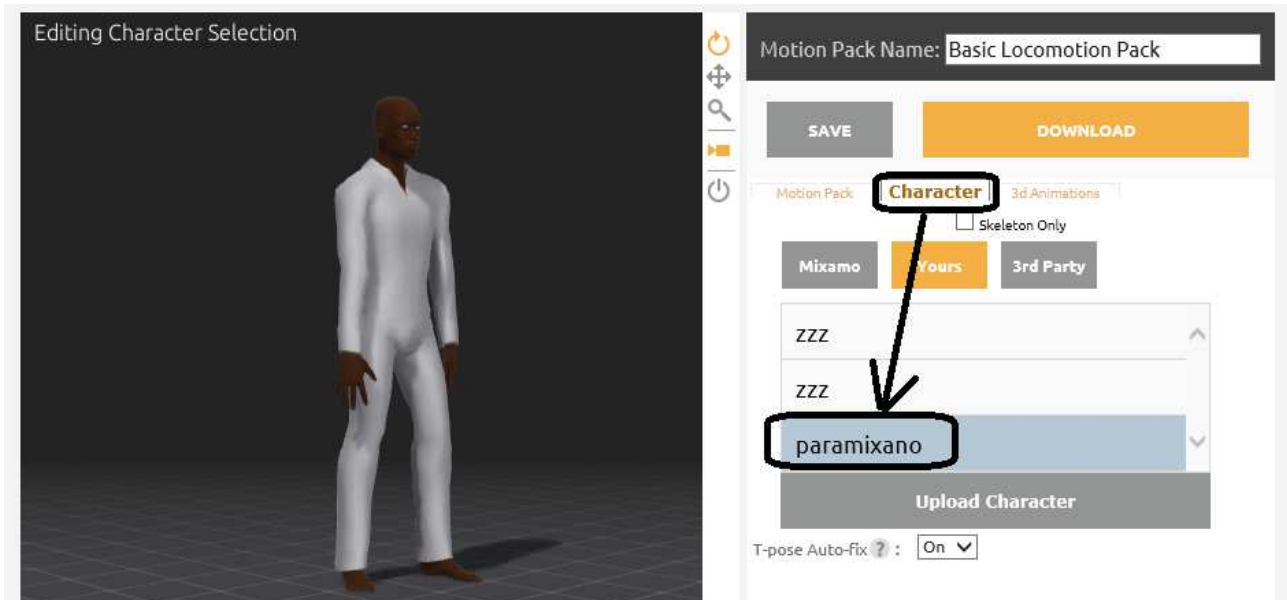 Editing Character Selection
Motion Pack Name: Basic Locomotion Pack
SAVE DOWNLOAD
Motion Pack Character 3d Animations
Skeleton Only
Mixamo Yours 3rd Party
zzz
zzz
paramixano
Upload Character
T-pose Auto-fix ? : On